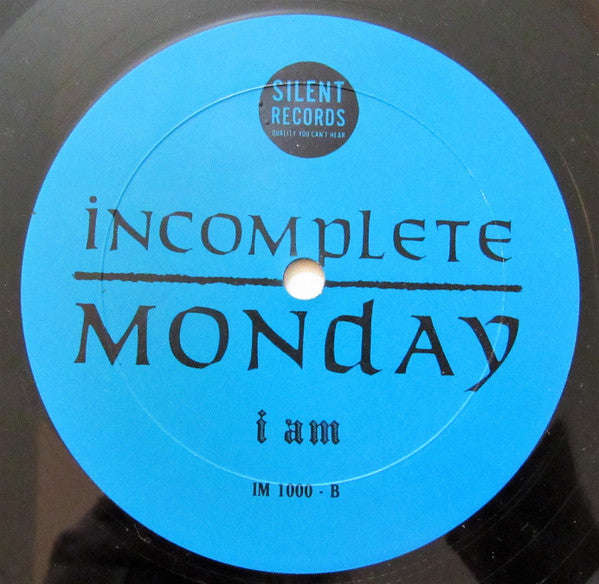 SILENT
RECORDS
QUALITY YOU CAN'T HEAR
iNCOMpLETE
MONdAy
i am
IM 1000 - B